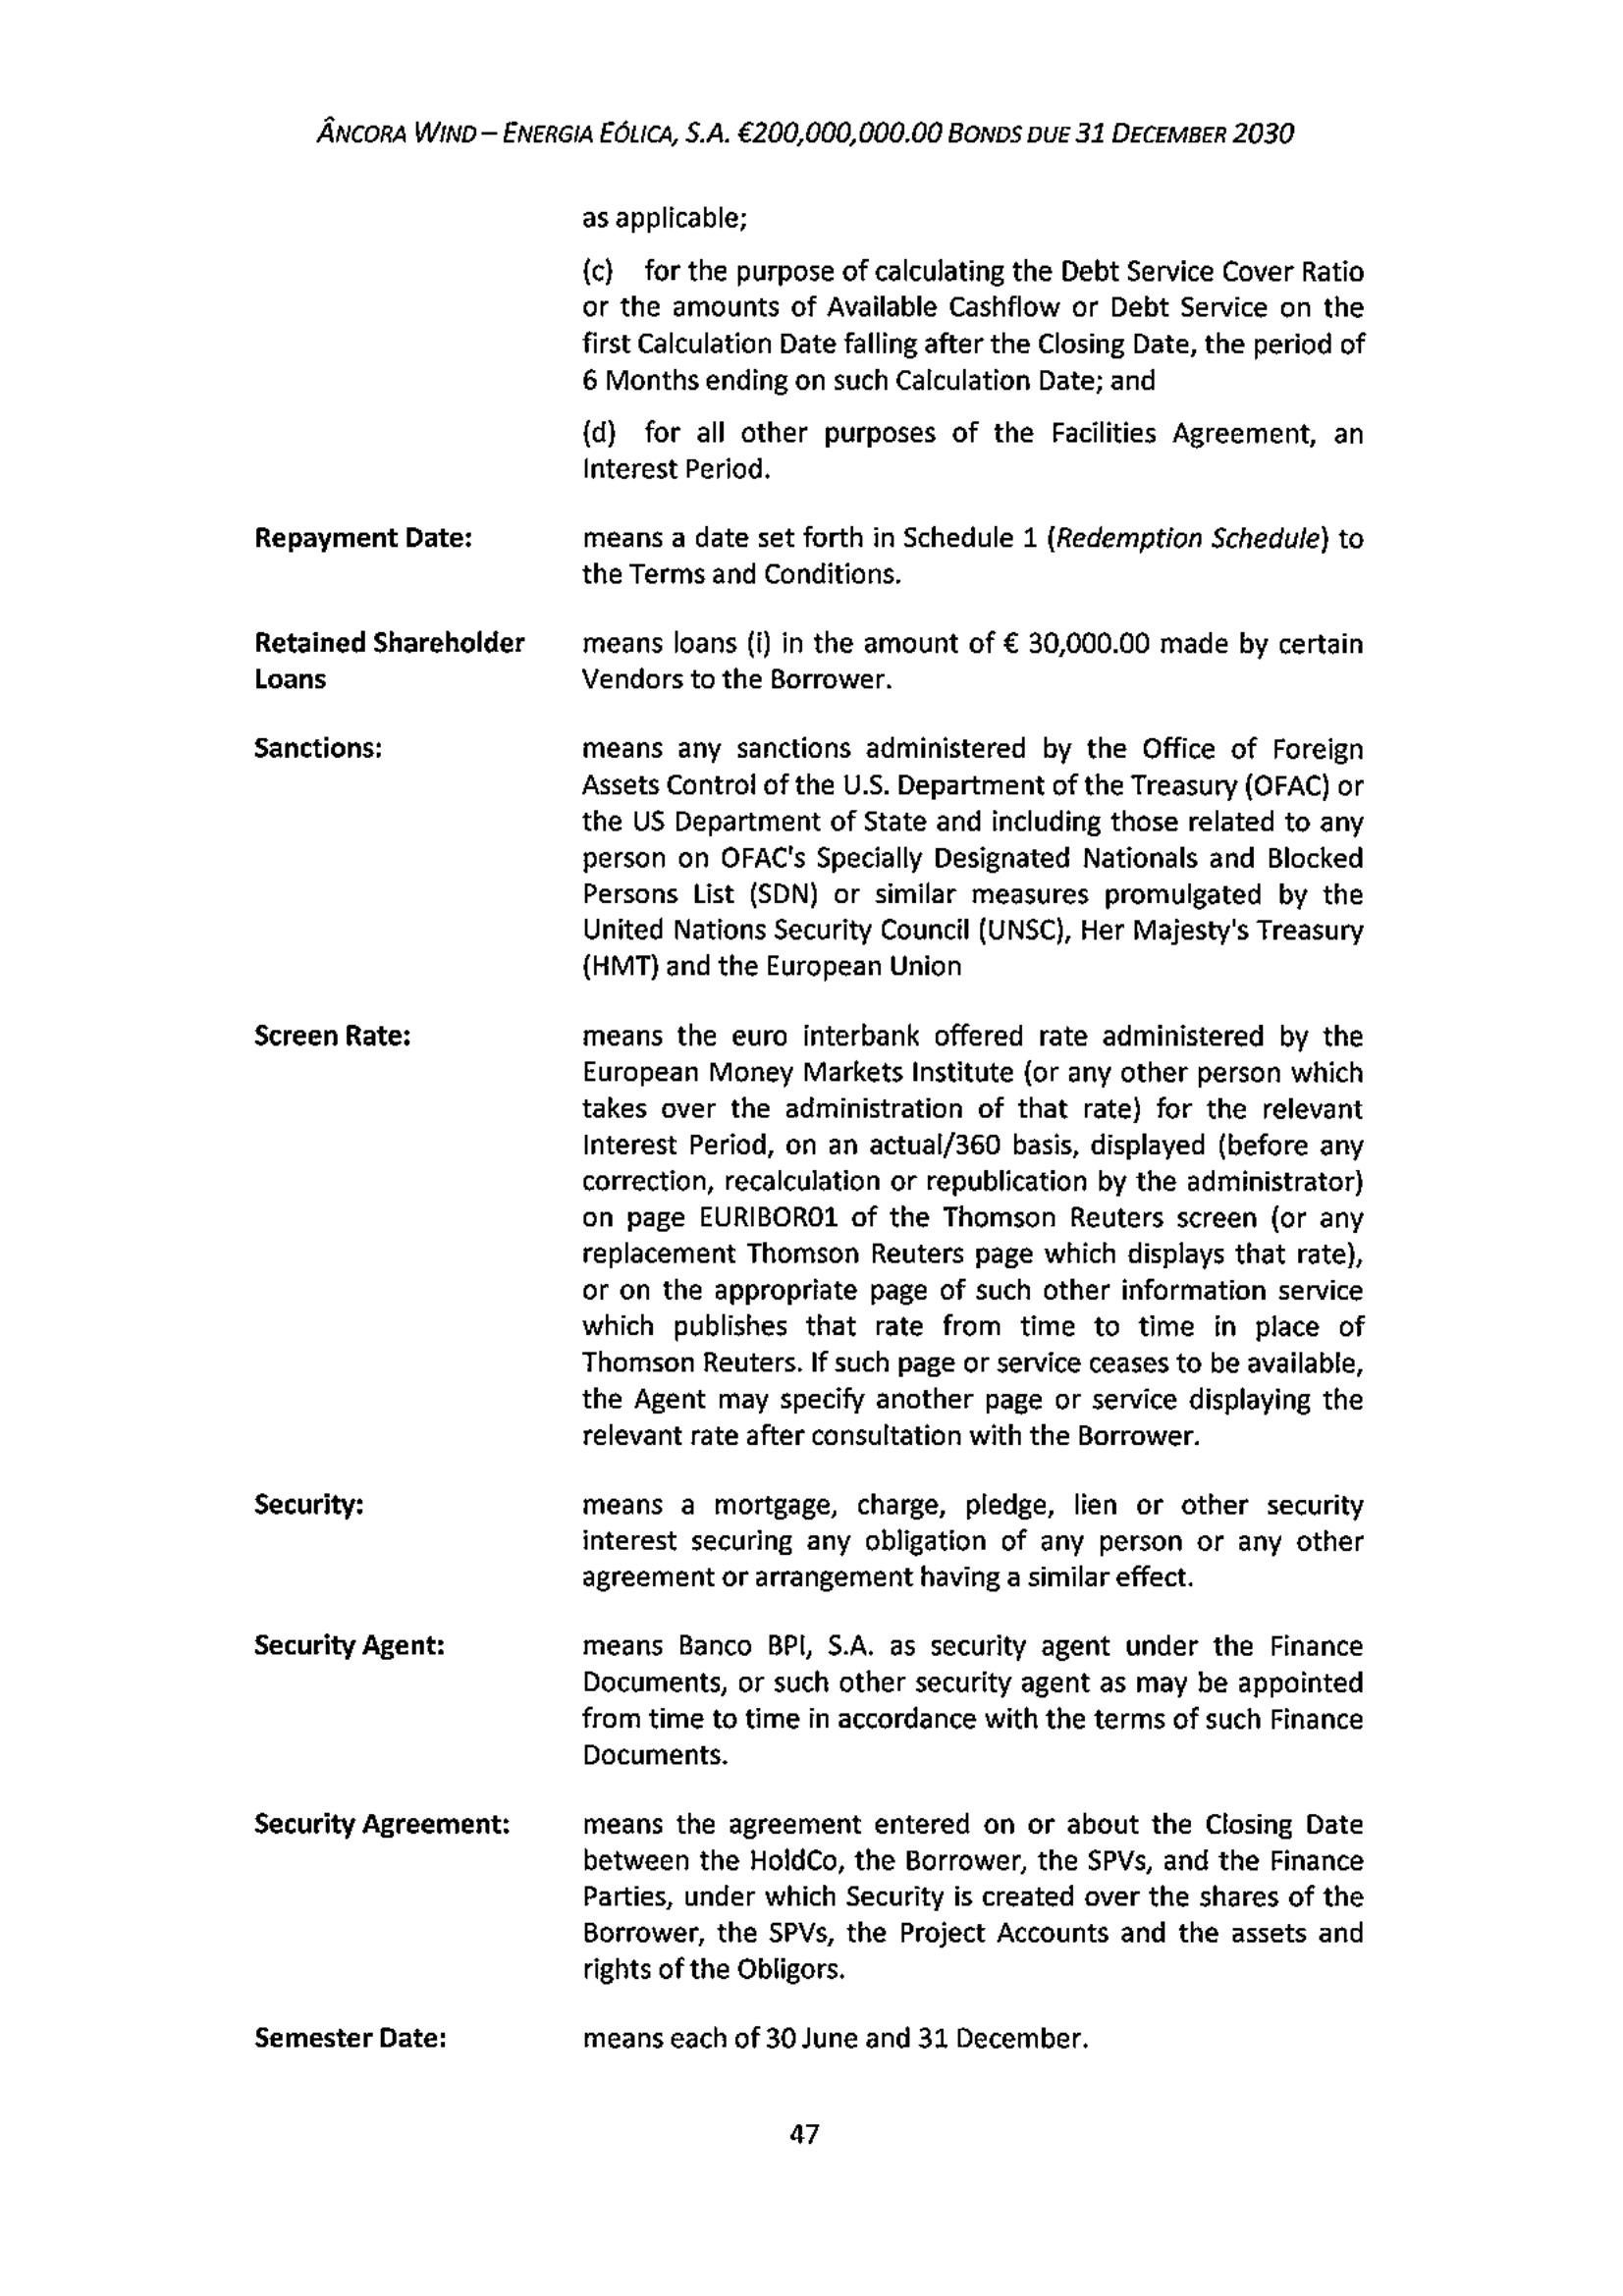 ÂNCORA WIND – ENERGIA EÓLICA, S.A. €200,000,000.00 BONDS DUE 31 DECEMBER 2030
as applicable;
(c) for the purpose of calculating the Debt Service Cover Ratio
or the amounts of Available Cashflow or Debt Service on the
first Calculation Date falling after the Closing Date, the period of
6 Months ending on such Calculation Date; and
(d) for all other purposes of the Facilities Agreement, an
Interest Period.
Repayment Date: means a date set forth in Schedule 1 (Redemption Schedule) to
the Terms and Conditions.
Retained Shareholder means loans (i) in the amount of € 30,000.00 made by certain
Loans Vendors to the Borrower.
Sanctions: means any sanctions administered by the Office of Foreign
Assets Control of the U.S. Department of the Treasury (OFAC) or
the US Department of State and including those related to any
person on OFAC's Specially Designated Nationals and Blocked
Persons List (SDN) or similar measures promulgated by the
United Nations Security Council (UNSC), Her Majesty's Treasury
(HMT) and the European Union
Screen Rate: means the euro interbank offered rate administered by the
European Money Markets Institute (or any other person which
takes over the administration of that rate) for the relevant
Interest Period, on an actual/360 basis, displayed (before any
correction, recalculation or republication by the administrator)
on page EURIBOR01 of the Thomson Reuters screen (or any
replacement Thomson Reuters page which displays that rate),
or on the appropriate page of such other information service
which publishes that rate from time to time in place of
Thomson Reuters. If such page or service ceases to be available,
the Agent may specify another page or service displaying the
relevant rate after consultation with the Borrower.
Security: means a mortgage, charge, pledge, lien or other security
interest securing any obligation of any person or any other
agreement or arrangement having a similar effect.
Security Agent: means Banco BPI, S.A. as security agent under the Finance
Documents, or such other security agent as may be appointed
from time to time in accordance with the terms of such Finance
Documents.
Security Agreement: means the agreement entered on or about the Closing Date
between the HoldCo, the Borrower, the SPVs, and the Finance
Parties, under which Security is created over the shares of the
Borrower, the SPVs, the Project Accounts and the assets and
rights of the Obligors.
Semester Date: means each of 30 June and 31 December.
47